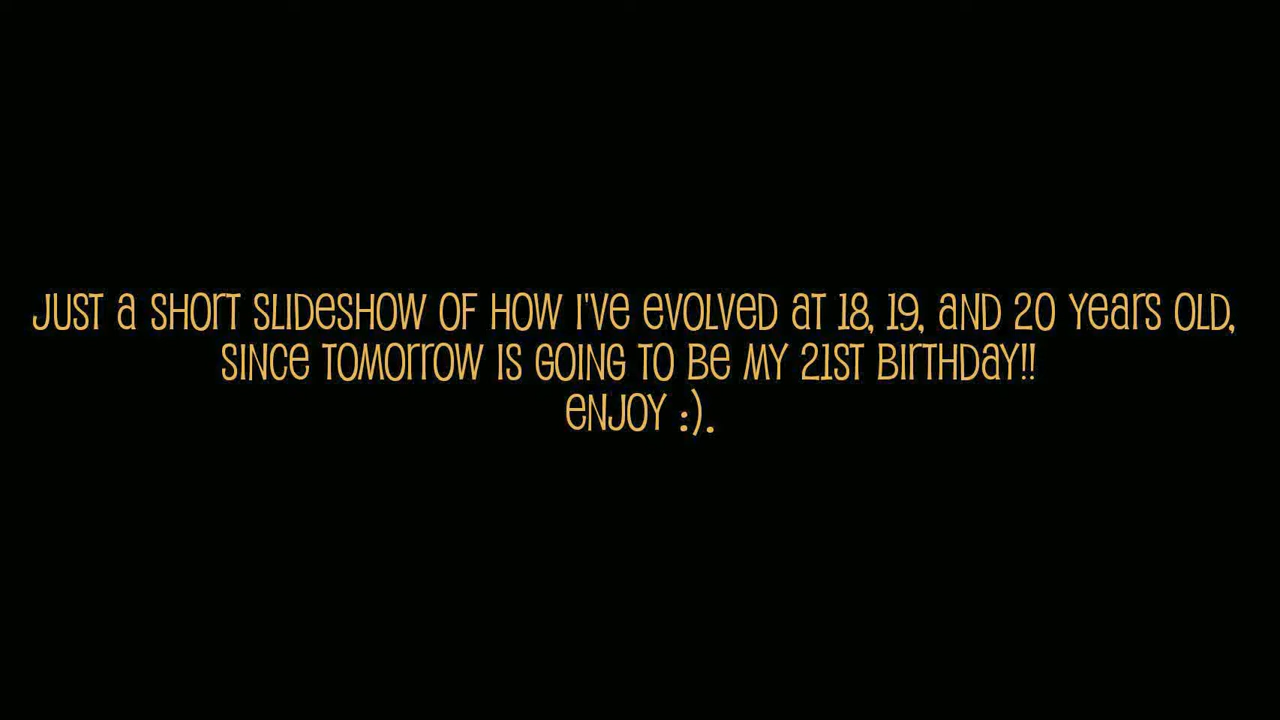 Just a short slideshow of how I've evolved at 18, 19, and 20 years old,
since tomorrow is going to be my 21st birthday!!
Enjoy :).